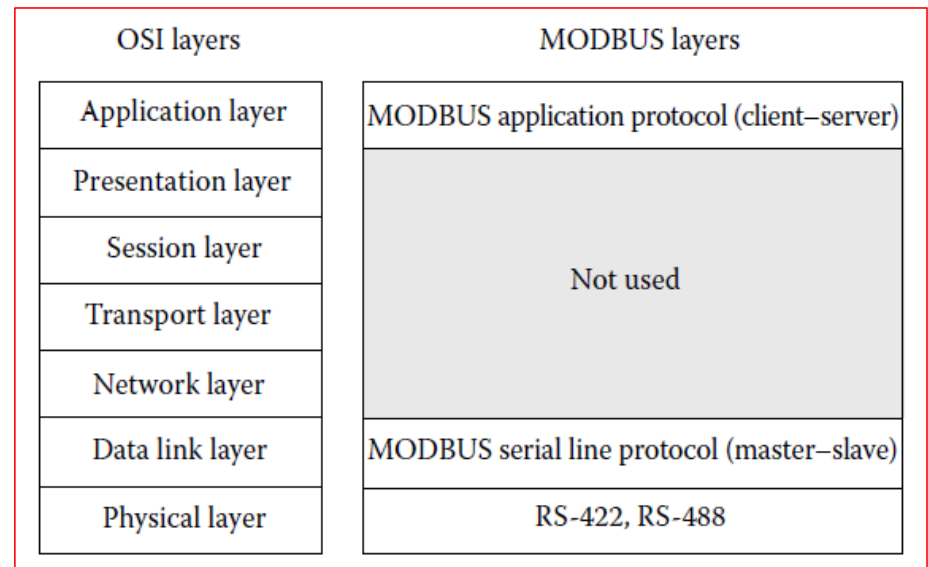 OSI layers
MODBUS layers
Application layer
MODBUS application protocol (client–server)
Presentation layer
Session layer
Transport layer
Network layer
Not used
Data link layer
MODBUS serial line protocol (master–slave)
Physical layer
RS-422, RS-488